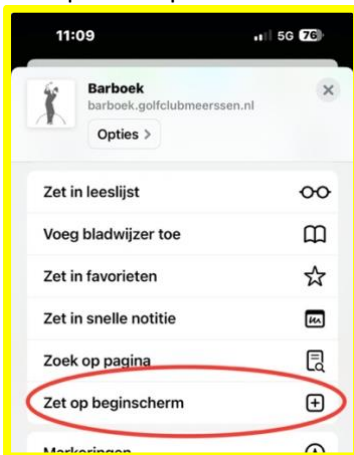 11:09 5G 76
Barboek
barboek.golfclubmeerssen.nl
Opties >
Zet in leeslijst
Voeg bladwijzer toe
Zet in favorieten
Zet in snelle notitie
Zoek op pagina
Zet op beginscherm
Markeringen